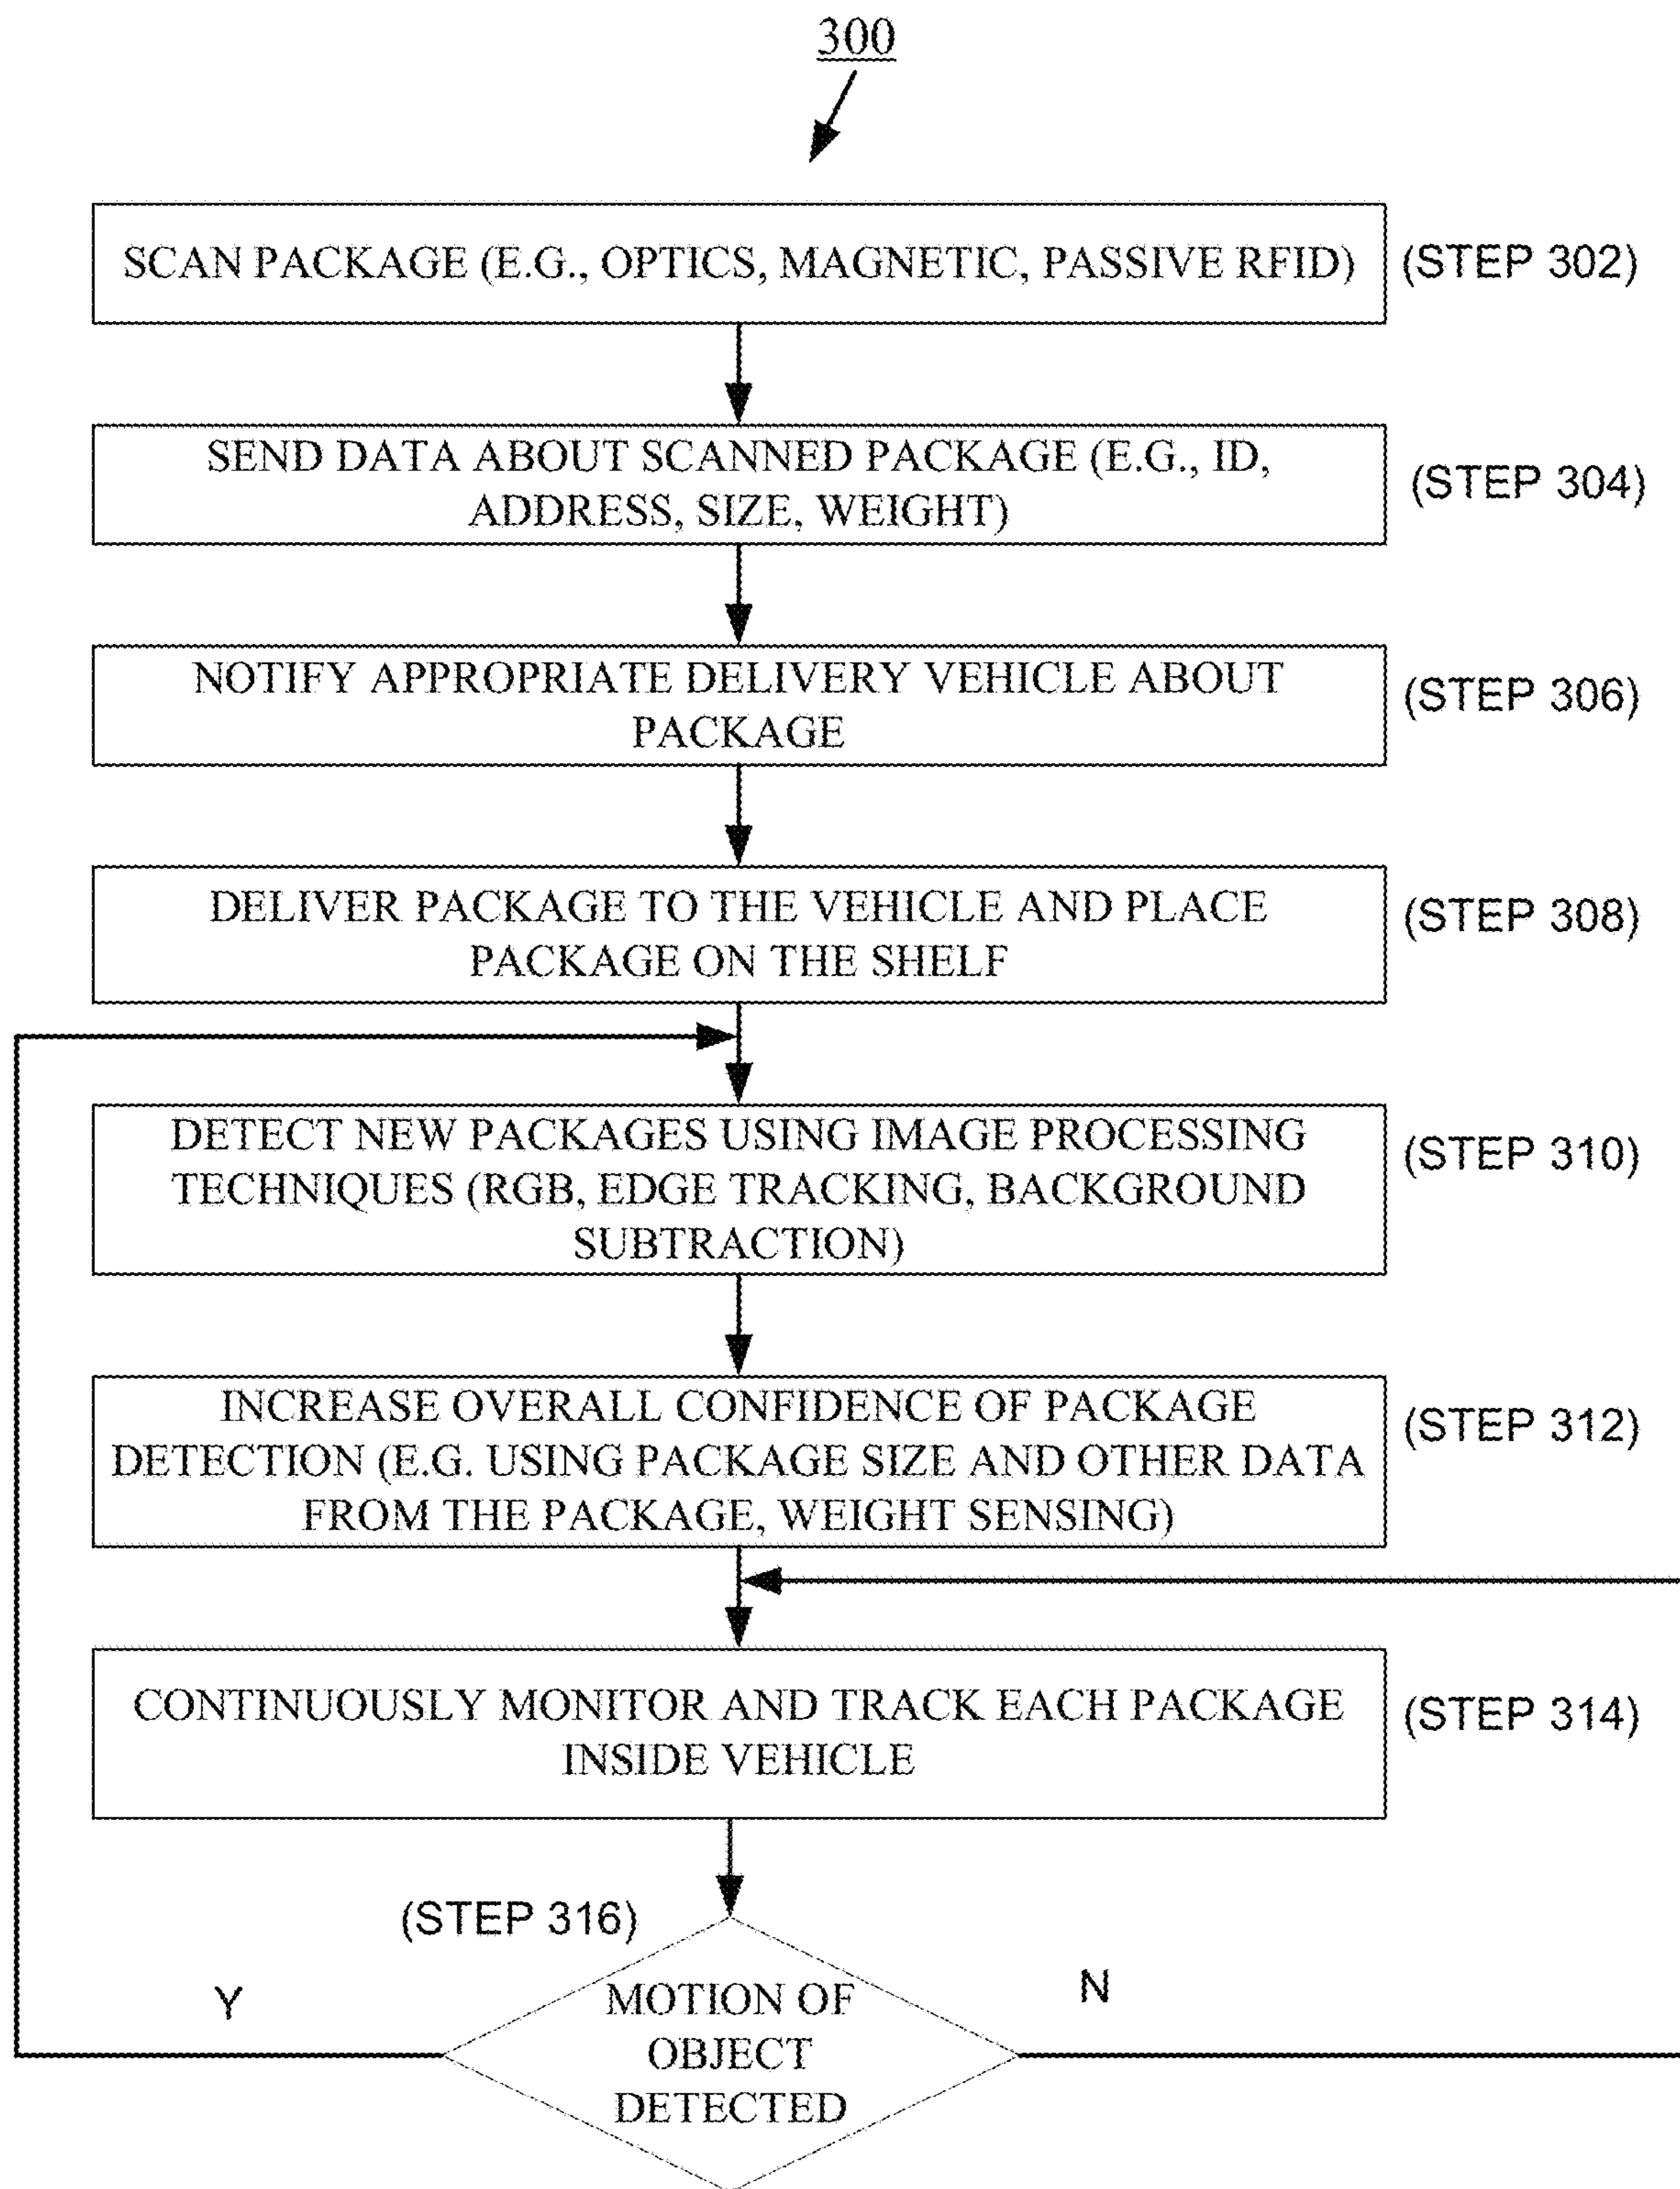 300
SCAN PACKAGE (E.G., OPTICS, MAGNETIC, PASSIVE RFID)
(STEP 302)
SEND DATA ABOUT SCANNED PACKAGE (E.G., ID,
ADDRESS, SIZE, WEIGHT)
(STEP 304)
NOTIFY APPROPRIATE DELIVERY VEHICLE ABOUT
PACKAGE
(STEP 306)
DELIVER PACKAGE TO THE VEHICLE AND PLACE
PACKAGE ON THE SHELF
(STEP 308)
DETECT NEW PACKAGES USING IMAGE PROCESSING
TECHNIQUES (RGB, EDGE TRACKING, BACKGROUND
SUBTRACTION)
(STEP 310)
INCREASE OVERALL CONFIDENCE OF PACKAGE
DETECTION (E.G. USING PACKAGE SIZE AND OTHER DATA
FROM THE PACKAGE, WEIGHT SENSING)
(STEP 312)
CONTINUOUSLY MONITOR AND TRACK EACH PACKAGE
INSIDE VEHICLE
(STEP 314)
(STEP 316)
Y
MOTION OF
OBJECT
DETECTED
N